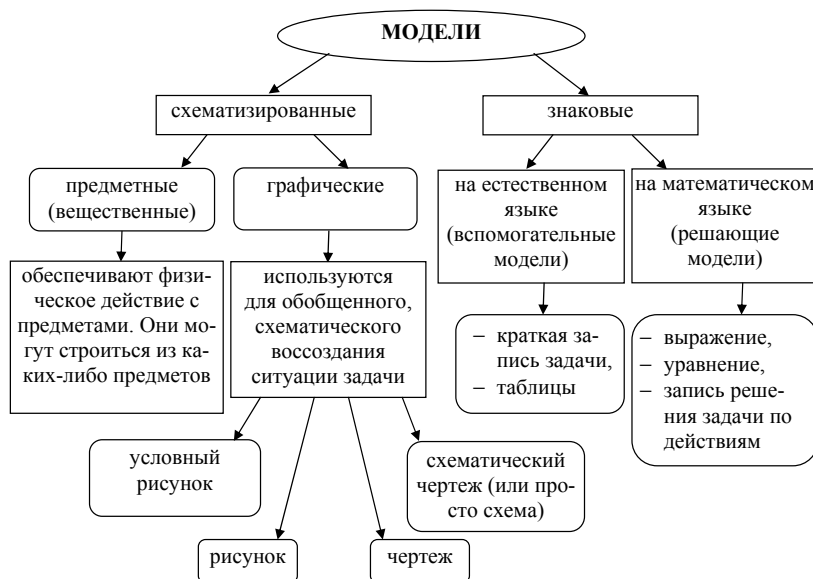 МОДЕЛИ
схематизированные
знаковые
предметные
(вещественные)
графические
на естественном
языке
(вспомогательные
модели)
на математическом
языке
(решающие
модели)
обеспечивают физи-
ческое действие с
предметами. Они мо-
гут строиться из ка-
ких-либо предметов
используются
для обобщенного,
схематического
воссоздания
ситуации задачи
– краткая за-
пись задачи,
– таблицы
– выражение,
– уравнение,
– запись реше-
ния задачи по
действиям
условный
рисунок
схематический
чертеж (или про-
сто схема)
рисунок
чертеж